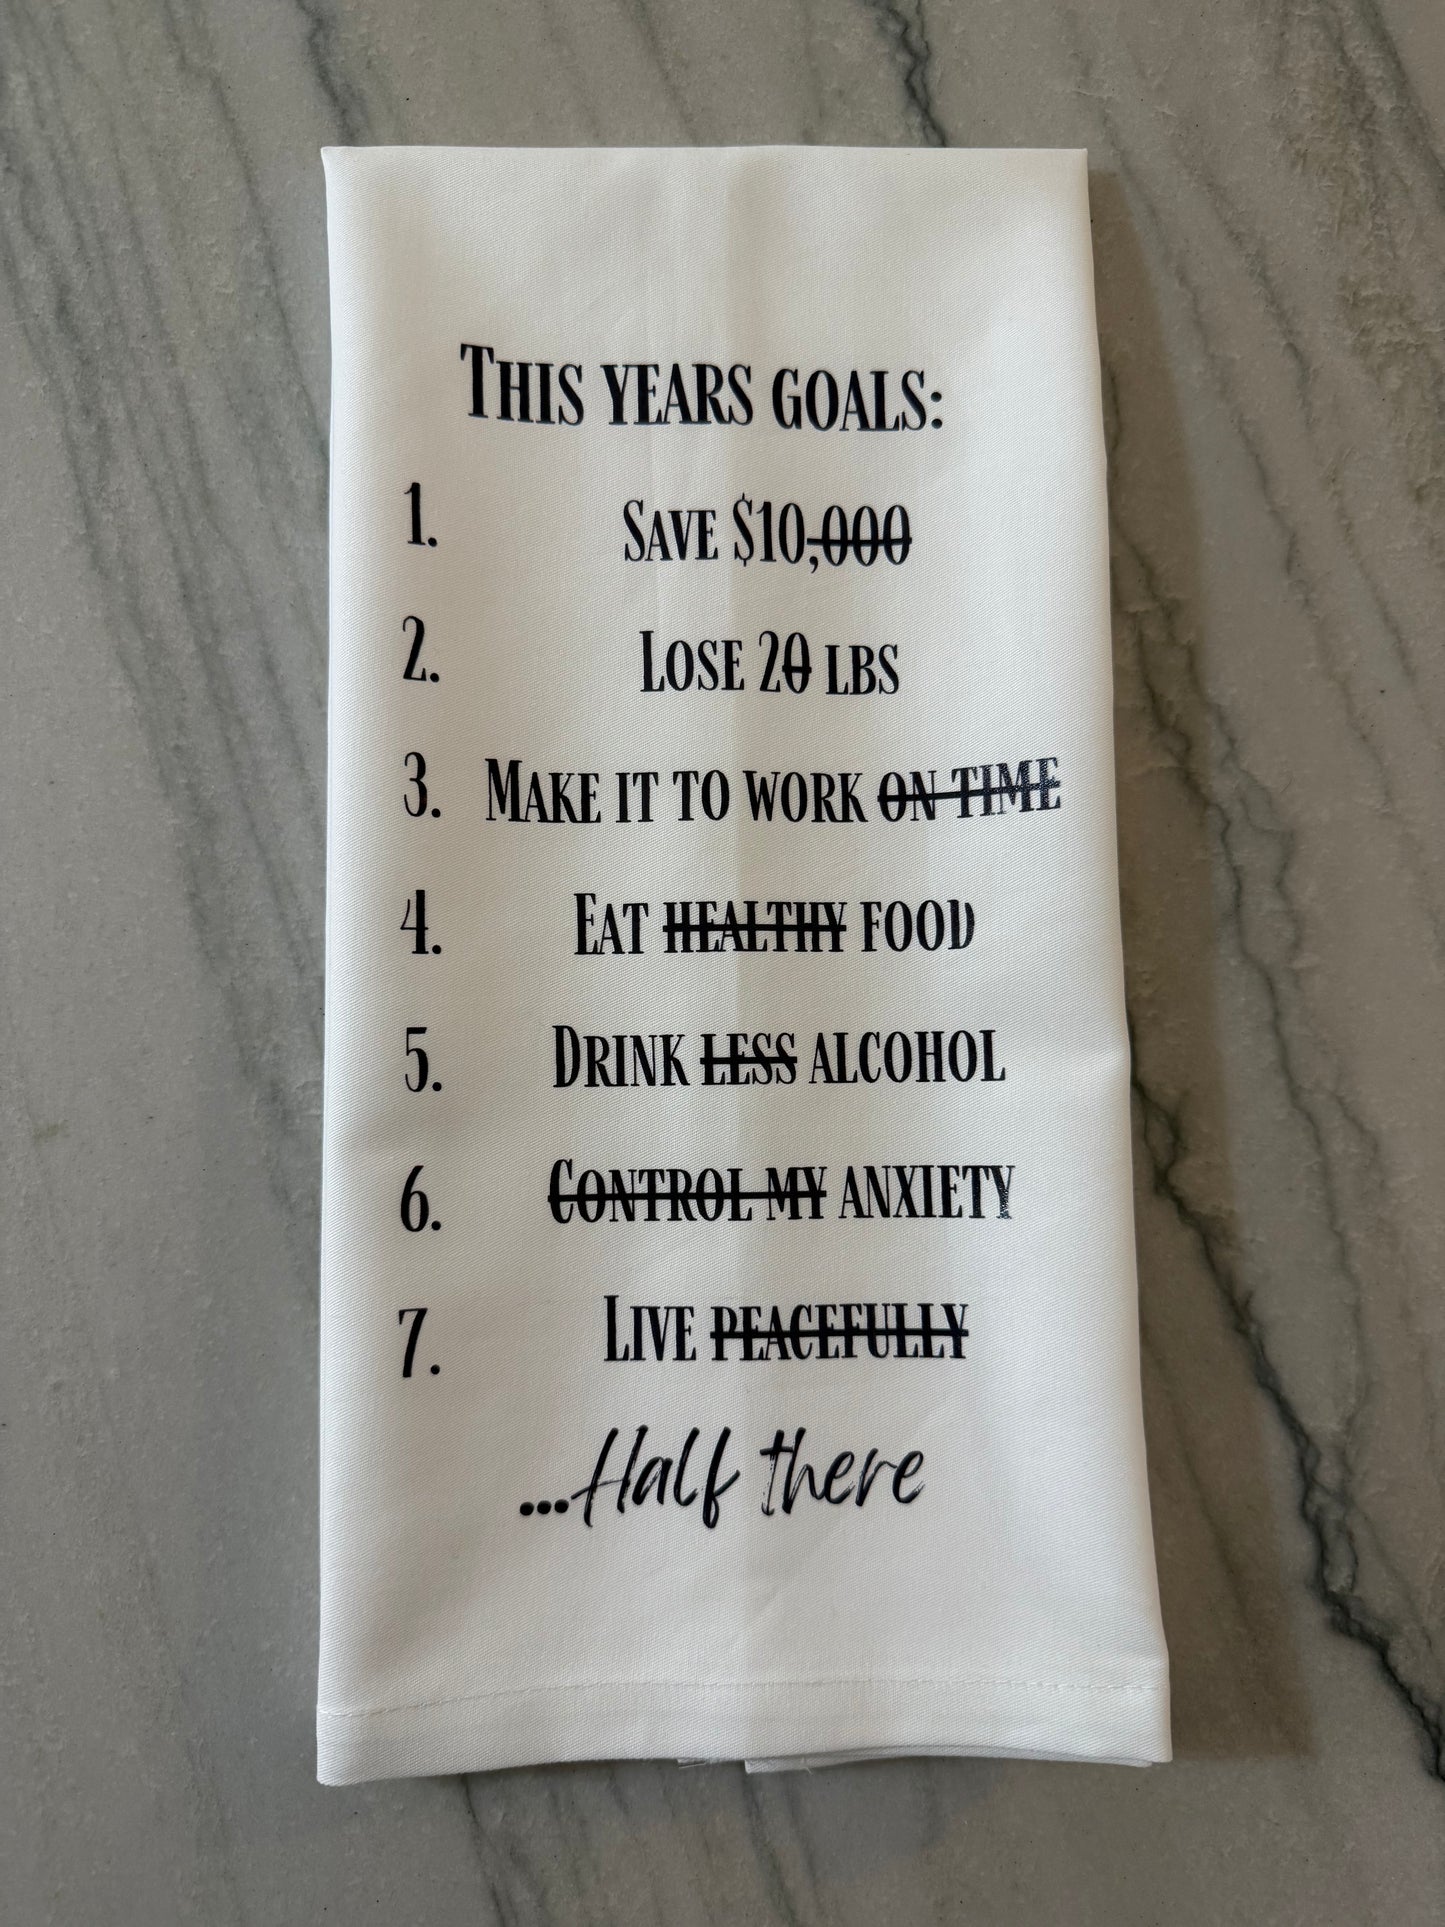 This years goals:
1. Save $10,000
2. Lose 20 lbs
3. Make it to work on time
4. Eat healthy food
5. Drink less alcohol
6. Control my anxiety
7. Live peacefully
...Half there